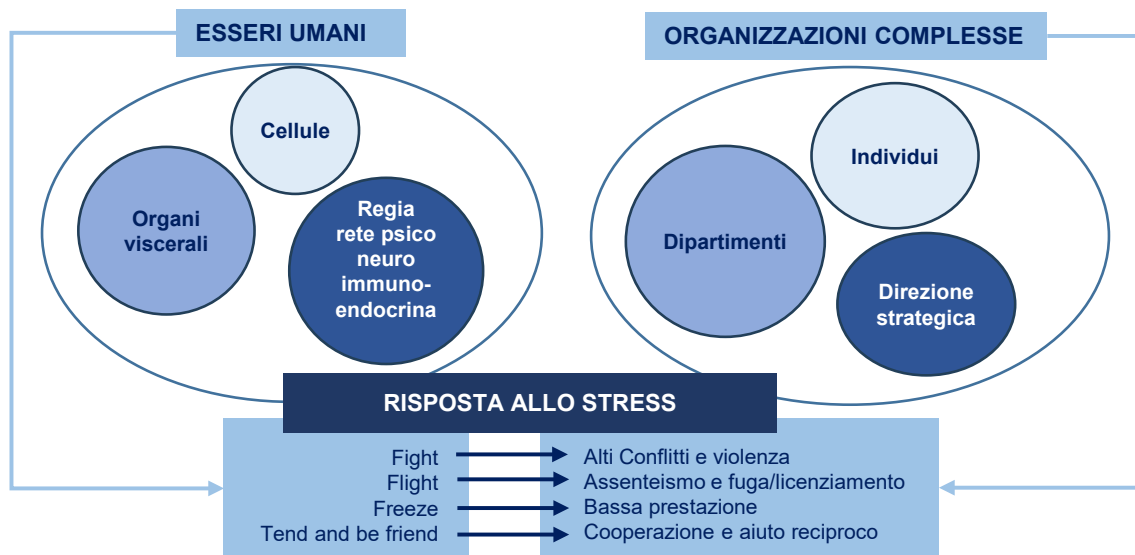 ESSERI UMANI
Cellule
Organi
viscerali
Regia
rete psico
neuro
immuno-
endocrina
ORGANIZZAZIONI COMPLESSE
Individui
Dipartimenti
Direzione
strategica
RISPOSTA ALLO STRESS
Fight
Alti Conflitti e violenza
Flight
Assenteismo e fuga/licenziamento
Freeze
Bassa prestazione
Tend and be friend
Cooperazione e aiuto reciproco